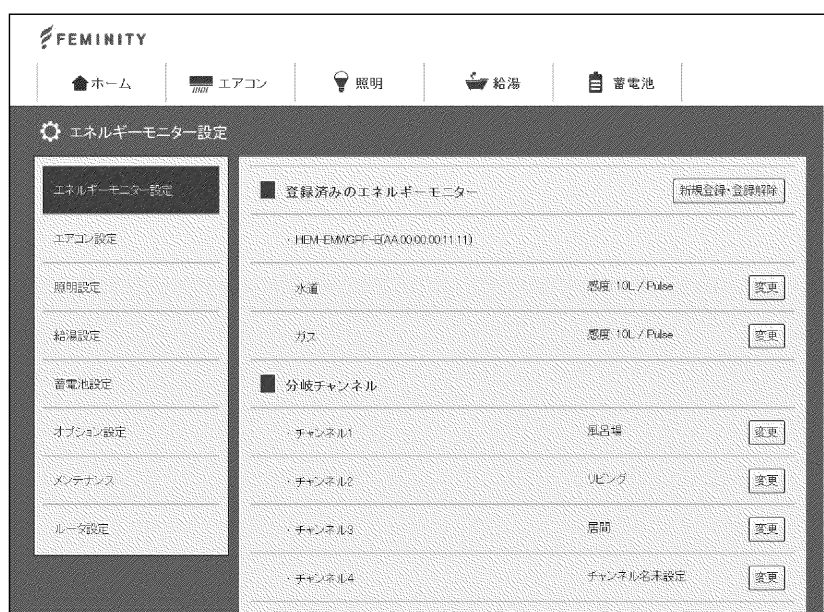 FEMINITY
ホーム エアコン 照明 給湯 蓄電池
エネルギーモニター設定
エネルギーモニター設定
エアコン設定
照明設定
給湯設定
蓄電池設定
オプション設定
メンテナンス
ルータ設定
登録済みのエネルギーモニター 新規登録・登録解除
・HEM-EMWGPF-E(AA:00:00:00:11:11)
水道 感度 10L / Pulse 変更
ガス 感度 10L / Pulse 変更
分岐チャンネル
・チャンネル1 風呂場 変更
・チャンネル2 リビング 変更
・チャンネル3 居間 変更
・チャンネル4 チャンネル名未設定 変更